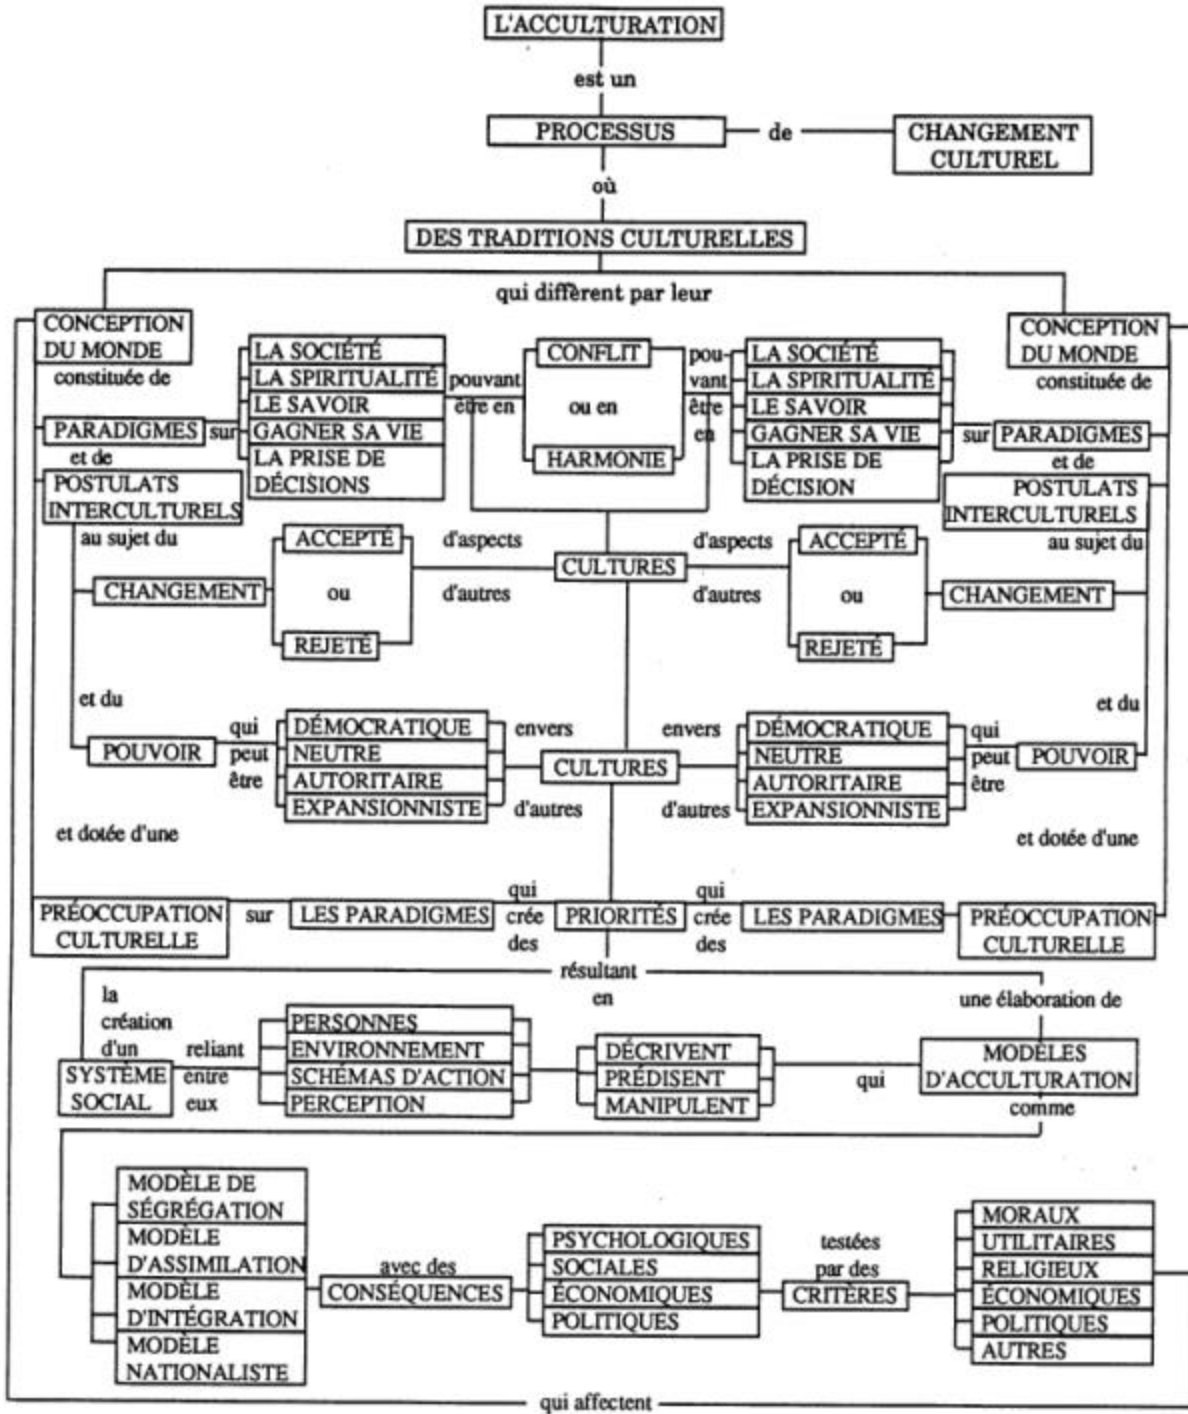 L'ACCULTURATION
est un
PROCESSUS
de
CHANGEMENT
CULTUREL
où
DES TRADITIONS CULTURELLES
qui diffèrent par leur
CONCEPTION
DU MONDE
constituée de
PARADIGMES
sur
LA SOCIÉTÉ
LA SPIRITUALITÉ
LE SAVOIR
GAGNER SA VIE
LA PRISE DE
DÉCISIONS
pouvant
être en
CONFLIT
ou en
HARMONIE
pou-
vant
être
en
LA SOCIÉTÉ
LA SPIRITUALITÉ
LE SAVOIR
GAGNER SA VIE
LA PRISE DE
DÉCISION
sur
CONCEPTION
DU MONDE
constituée de
PARADIGMES
et de
POSTULATS
INTERCULTURELS
au sujet du
et de
POSTULATS
INTERCULTURELS
au sujet du
CHANGEMENT
ACCEPTÉ
ou
REJETÉ
d'aspects
d'autres
CULTURES
d'aspects
d'autres
ACCEPTÉ
ou
REJETÉ
CHANGEMENT
et du
POUVOIR
qui
peut
être
DÉMOCRATIQUE
NEUTRE
AUTORITAIRE
EXPANSIONNISTE
envers
d'autres
CULTURES
envers
d'autres
DÉMOCRATIQUE
NEUTRE
AUTORITAIRE
EXPANSIONNISTE
qui
peut
être
et du
POUVOIR
et dotée d'une
et dotée d'une
PRÉOCCUPATION
CULTURELLE
sur
LES PARADIGMES
qui
crée
des
PRIORITÉS
qui
crée
des
LES PARADIGMES
PRÉOCCUPATION
CULTURELLE
résultant
en
la
création
d'un
SYSTÈME
SOCIAL
reliant
entre
eux
PERSONNES
ENVIRONNEMENT
SCHÉMAS D'ACTION
PERCEPTION
DÉCRIVENT
PRÉDISENT
MANIPULENT
qui
une élaboration de
MODÈLES
D'ACCULTURATION
comme
MODÈLE DE
SÉGRÉGATION
MODÈLE
D'ASSIMILATION
MODÈLE
D'INTÉGRATION
MODÈLE
NATIONALISTE
avec des
CONSÉQUENCES
PSYCHOLOGIQUES
SOCIALES
ÉCONOMIQUES
POLITIQUES
testées
par des
CRITÈRES
MORAUX
UTILITAIRES
RELIGIEUX
ÉCONOMIQUES
POLITIQUES
AUTRES
qui affectent